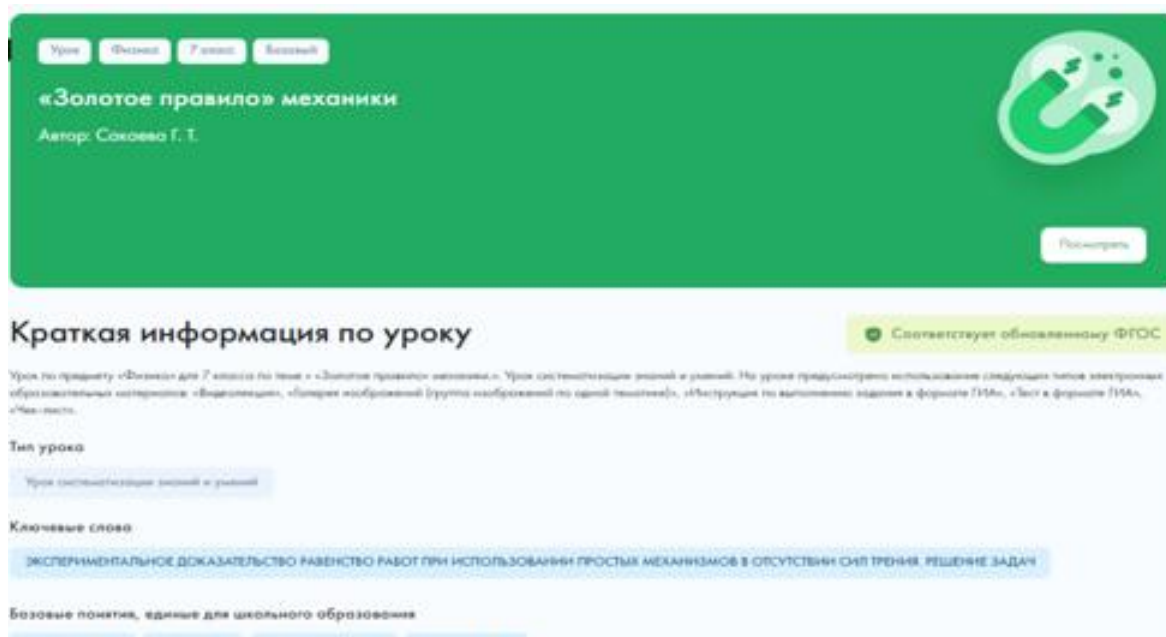 Урок Физика 7 класс Базовый
«Золотое правило» механики
Автор: Сакаева Г. Т.
Посмотреть
Краткая информация по уроку
Соответствует обновленному ФГОС
Урок по предмету «Физика» для 7 класса по теме « «Золотое правило» механики.». Урок систематизации знаний и умений. На уроке предусмотрено использование следующих типов электронных
образовательных материалов: «Видеолекция», «Галерея изображений (группа изображений по одной тематике)», «Инструкция по выполнению задания в формате ГИА», «Тест в формате ГИА»,
«Чек-лист».
Тип урока
Урок систематизации знаний и умений
Ключевые слова
ЭКСПЕРИМЕНТАЛЬНОЕ ДОКАЗАТЕЛЬСТВО РАВЕНСТВО РАБОТ ПРИ ИСПОЛЬЗОВАНИИ ПРОСТЫХ МЕХАНИЗМОВ В ОТСУТСТВИИ СИЛ ТРЕНИЯ. РЕШЕНИЕ ЗАДАЧ
Базовые понятия, единые для школьного образования